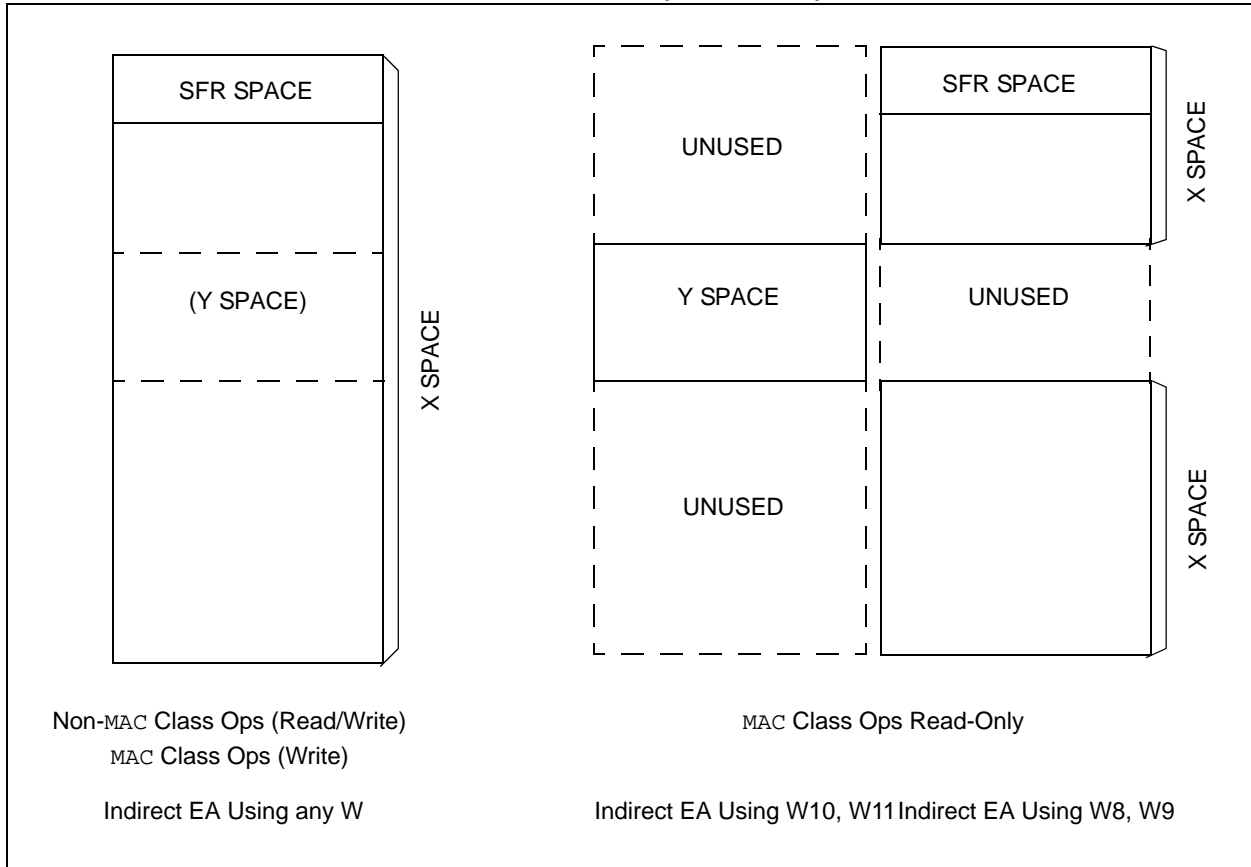 SFR SPACE
(Y SPACE)
X SPACE
Non-MAC Class Ops (Read/Write)
MAC Class Ops (Write)
Indirect EA Using any W
UNUSED
Y SPACE
UNUSED
SFR SPACE
X SPACE
UNUSED
X SPACE
MAC Class Ops Read-Only
Indirect EA Using W10, W11
Indirect EA Using W8, W9